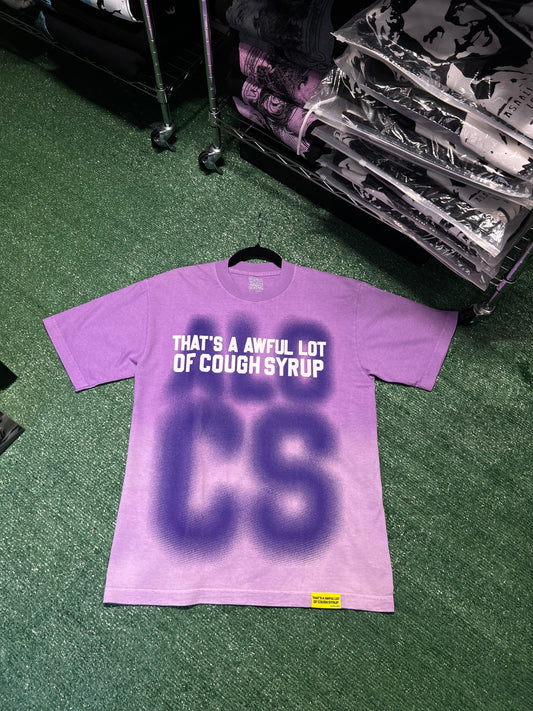 ALO
THAT'S A AWFUL LOT
OF COUGH SYRUP
CS
THAT'S A AWFUL LOT
OF COUGH SYRUP